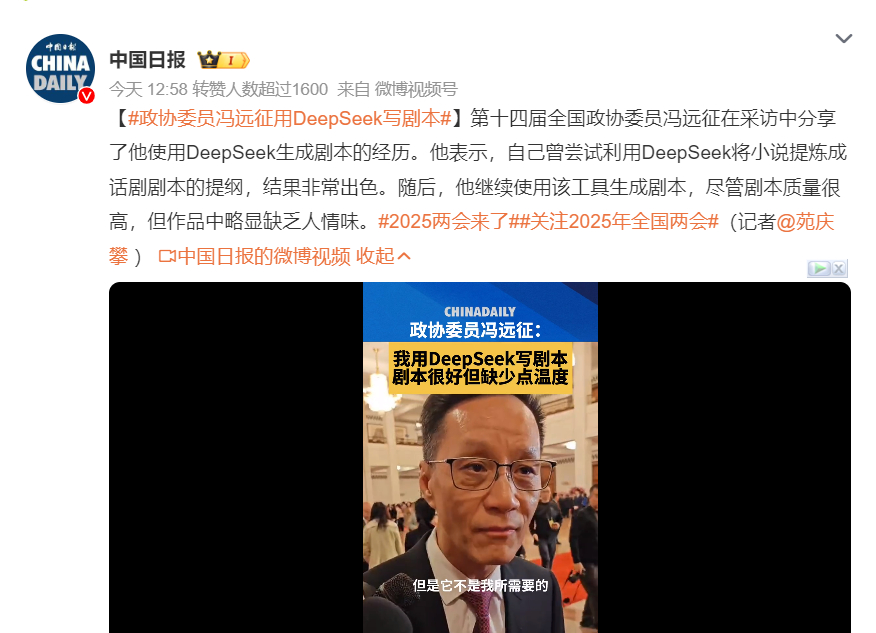 中国日报
CHINA
DAILY
V
中国日报
I
今天 12:58 转赞人数超过1600 来自 微博视频号
【#政协委员冯远征用DeepSeek写剧本#】第十四届全国政协委员冯远征在采访中分享
了他使用DeepSeek生成剧本的经历。他表示，自己曾尝试利用DeepSeek将小说提炼成
话剧剧本的提纲，结果非常出色。随后，他继续使用该工具生成剧本，尽管剧本质量很
高，但作品中略显缺乏人情味。#2025两会来了##关注2025年全国两会#（记者@苑庆
攀 ） 中国日报的微博视频 收起
CHINADAILY
政协委员冯远征：
我用DeepSeek写剧本
剧本很好但缺少点温度
但是它不是我所需要的